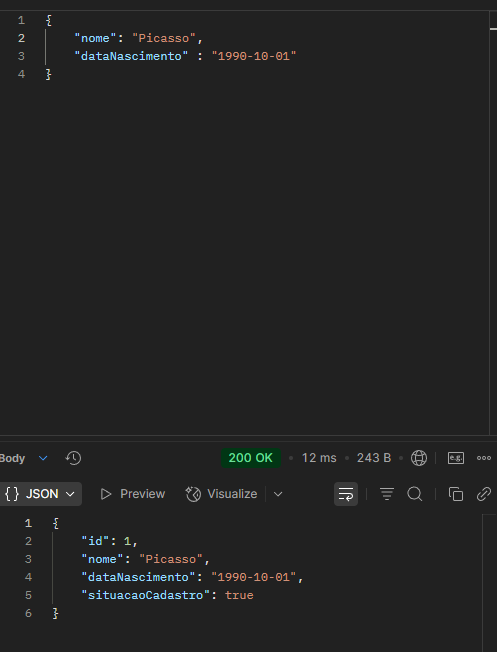 1 {
2 "nome": "Picasso",
3 "dataNascimento" : "1990-10-01"
4 }
Body 200 OK • 12 ms • 243 B • e.g. ooo
{} JSON Preview Visualize
1 {
2 "id": 1,
3 "nome": "Picasso",
4 "dataNascimento": "1990-10-01",
5 "situacaoCadastro": true
6 }